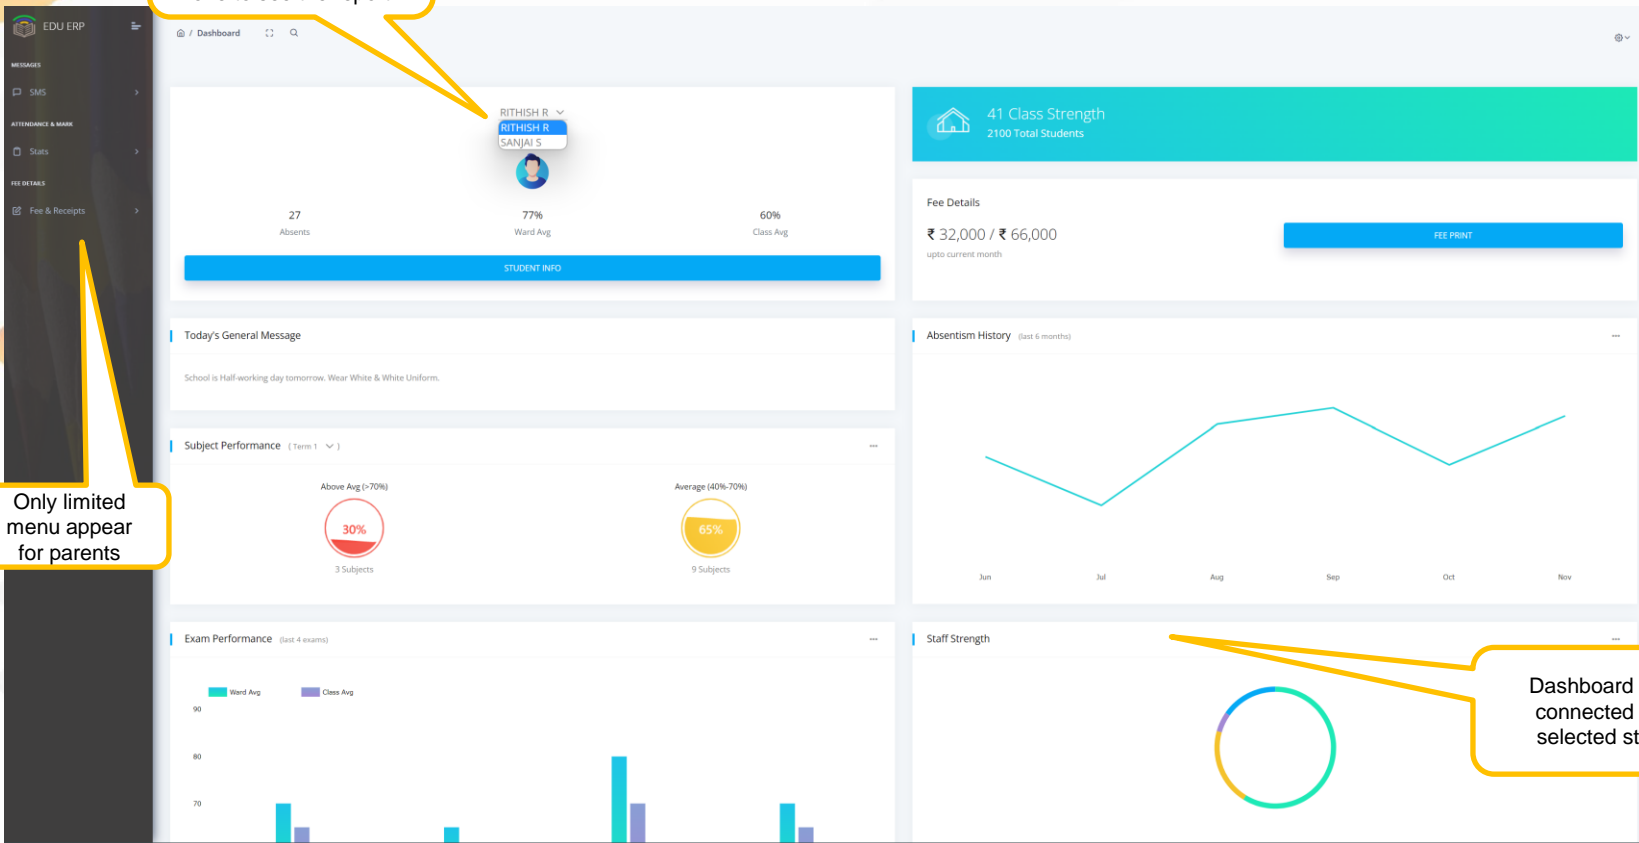 EDU ERP
/ Dashboard
MESSAGES
SMS
ATTENDANCE & MARK
Stats
FEE DETAILS
Fee & Receipts
Only limited
menu appear
for parents
RITHISH R
RITHISH R
SANJAI S
27
Absents
77%
Ward Avg
60%
Class Avg
STUDENT INFO
41 Class Strength
2100 Total Students
Fee Details
₹ 32,000 / ₹ 66,000
upto current month
FEE PRINT
Today's General Message
School is Half-working day tomorrow. Wear White & White Uniform.
Absentism History (last 6 months)
Jun Jul Aug Sep Oct Nov
Subject Performance ( Term 1 )
Above Avg (>70%)
30%
3 Subjects
Average (40%-70%)
65%
9 Subjects
Exam Performance (last 4 exams)
Ward Avg Class Avg
90
80
70
Staff Strength
Dashboard
connected
selected st